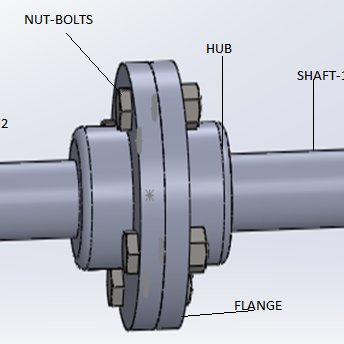 NUT-BOLTS
HUB
SHAFT-1
2
FLANGE